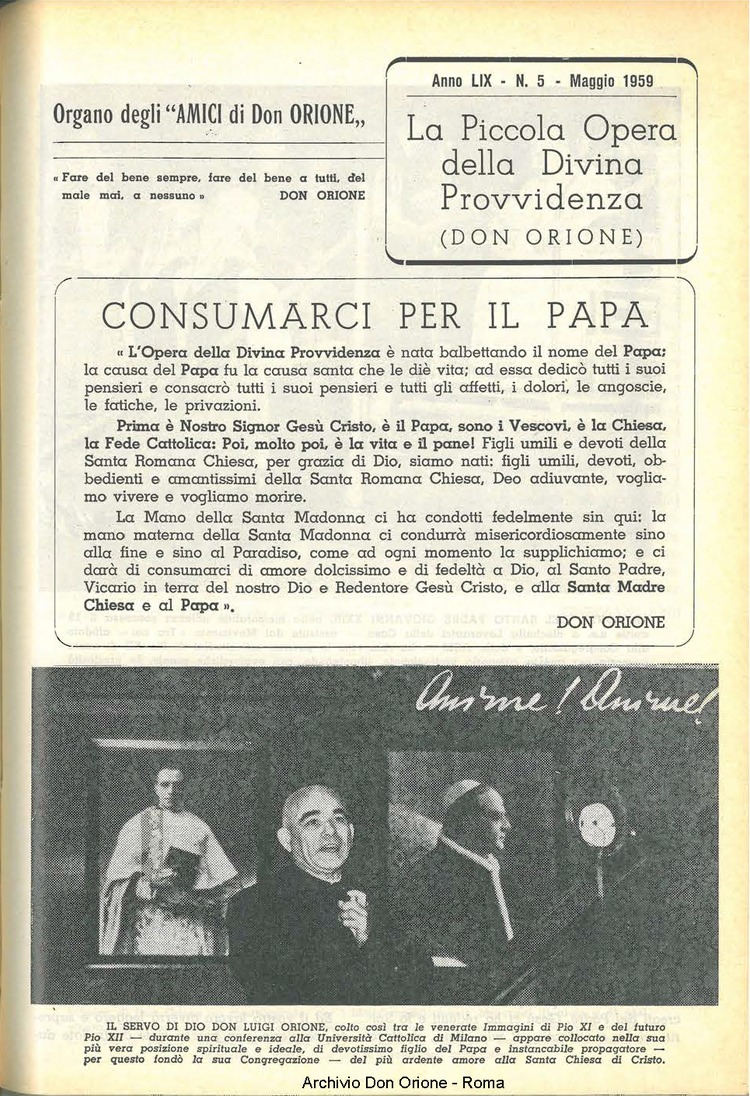 Organo degli "AMICI di Don ORIONE„
« Fare del bene sempre, fare del bene a tutti, del
male mai, a nessuno » DON ORIONE
Anno LIX - N. 5 - Maggio 1959
La Piccola Opera
della Divina
Provvidenza
(DON ORIONE)
CONSUMARCI PER IL PAPA
« L'Opera della Divina Provvidenza è nata balbettando il nome del Papa;
la causa del Papa fu la causa santa che le diè vita; ad essa dedicò tutti i suoi
pensieri e consacrò tutti i suoi pensieri e tutti gli affetti, i dolori, le angoscie,
le fatiche, le privazioni.
Prima è Nostro Signor Gesù Cristo, è il Papa, sono i Vescovi, è la Chiesa,
la Fede Cattolica: Poi, molto poi, è la vita e il pane! Figli umili e devoti della
Santa Romana Chiesa, per grazia di Dio, siamo nati: figli umili, devoti, ob-
bedienti e amantissimi della Santa Romana Chiesa, Deo adiuvante, voglia-
mo vivere e vogliamo morire.
La Mano della Santa Madonna ci ha condotti fedelmente sin qui: la
mano materna della Santa Madonna ci condurrà misericordiosamente sino
alla fine e sino al Paradiso, come ad ogni momento la supplichiamo; e ci
darà di consumarci di amore dolcissimo e di fedeltà a Dio, al Santo Padre,
Vicario in terra del nostro Dio e Redentore Gesù Cristo, e alla Santa Madre
Chiesa e al Papa ».
DON ORIONE
Anime! Anime!
IL SERVO DI DIO DON LUIGI ORIONE, colto così tra le venerate Immagini di Pio XI e del futuro
Pio XII — durante una conferenza alla Università Cattolica di Milano — appare collocato nella sua
più vera posizione spirituale e ideale, di devotissimo figlio del Papa e instancabile propagatore —
per questo fondò la sua Congregazione — del più ardente amore alla Santa Chiesa di Cristo.
Archivio Don Orione - Roma